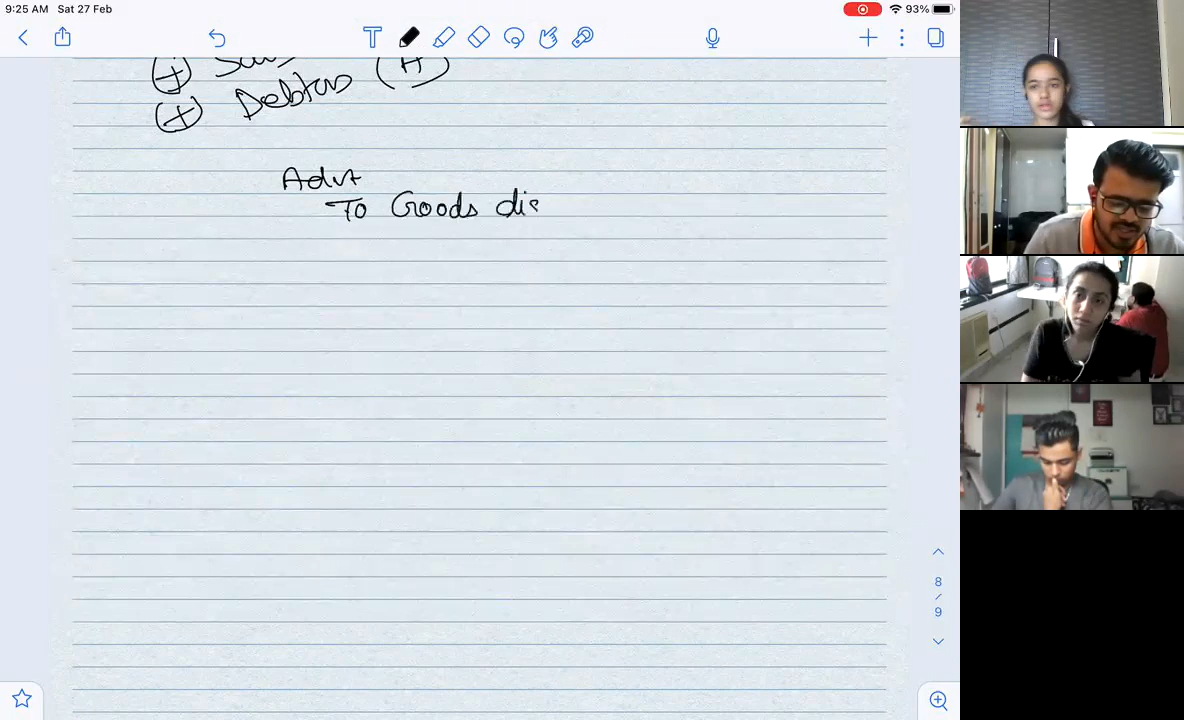 9:25 AM Sat 27 Feb
93%
T
(+)
(A)
(+) Debtors
Advt
To Goods dis
8
9